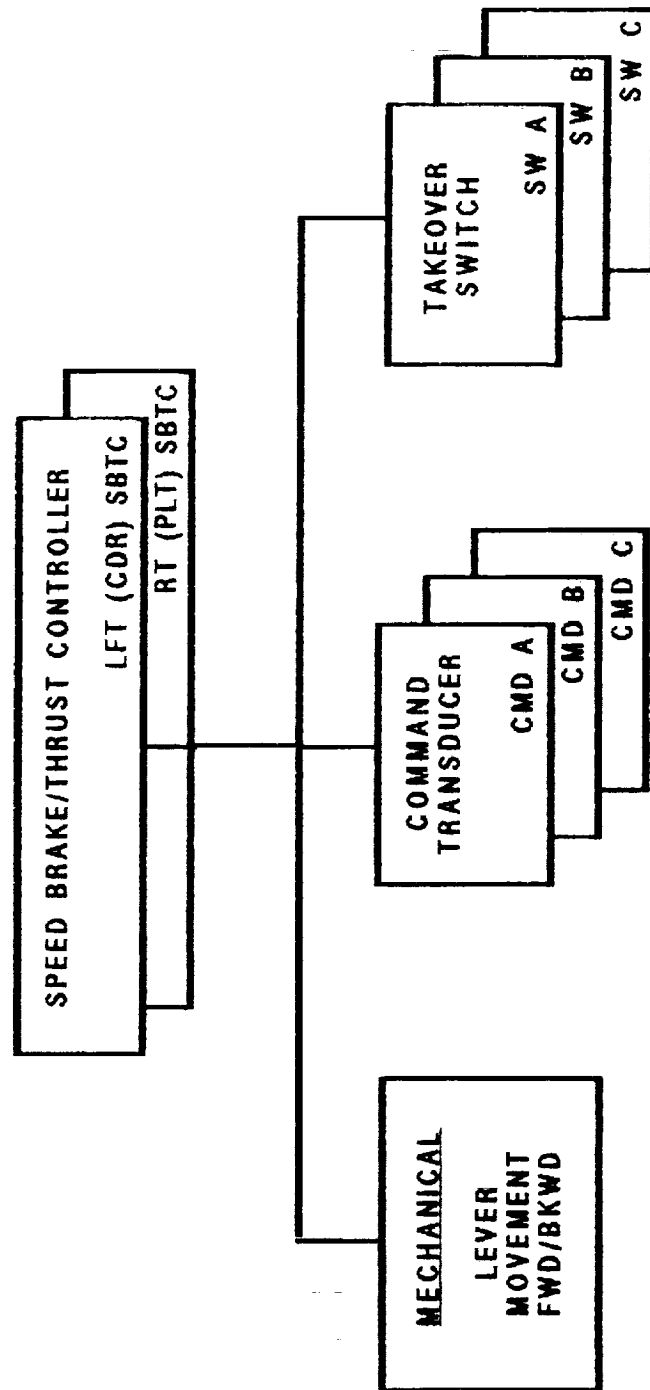 SPEED BRAKE/THRUST CONTROLLER
LFT (CDR) SBTC
RT (PLT) SBTC
MECHANICAL
LEVER
MOVEMENT
FWD/BKWD
COMMAND
TRANSDUCER
CMD A
CMD B
CMD C
TAKEOVER
SWITCH
SW A
SW B
SW C